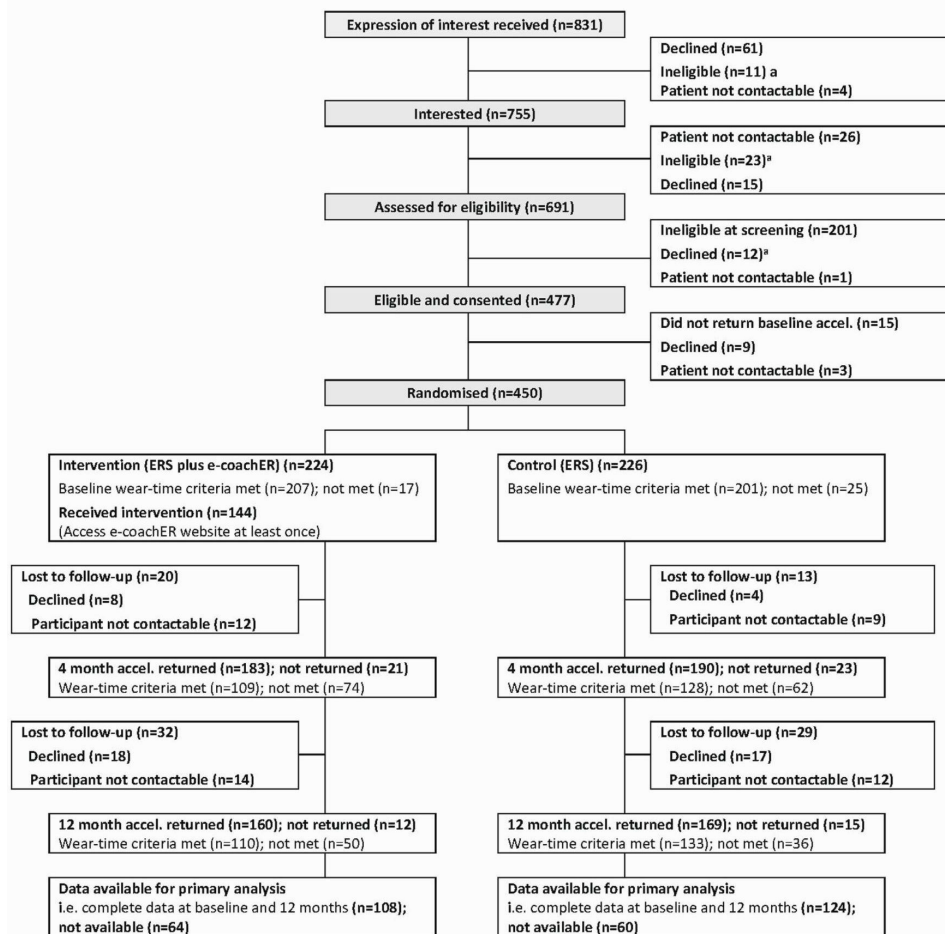 Expression of interest received (n=831)
Declined (n=61)
Ineligible (n=11) a
Patient not contactable (n=4)
Interested (n=755)
Patient not contactable (n=26)
Ineligible (n=23)ᵃ
Declined (n=15)
Assessed for eligibility (n=691)
Ineligible at screening (n=201)
Declined (n=12)ᵃ
Patient not contactable (n=1)
Eligible and consented (n=477)
Did not return baseline accel. (n=15)
Declined (n=9)
Patient not contactable (n=3)
Randomised (n=450)
Intervention (ERS plus e-coachER) (n=224)
Baseline wear-time criteria met (n=207); not met (n=17)
Received intervention (n=144)
(Access e-coachER website at least once)
Control (ERS) (n=226)
Baseline wear-time criteria met (n=201); not met (n=25)
Lost to follow-up (n=20)
Declined (n=8)
Participant not contactable (n=12)
Lost to follow-up (n=13)
Declined (n=4)
Participant not contactable (n=9)
4 month accel. returned (n=183); not returned (n=21)
Wear-time criteria met (n=109); not met (n=74)
4 month accel. returned (n=190); not returned (n=23)
Wear-time criteria met (n=128); not met (n=62)
Lost to follow-up (n=32)
Declined (n=18)
Participant not contactable (n=14)
Lost to follow-up (n=29)
Declined (n=17)
Participant not contactable (n=12)
12 month accel. returned (n=160); not returned (n=12)
Wear-time criteria met (n=110); not met (n=50)
12 month accel. returned (n=169); not returned (n=15)
Wear-time criteria met (n=133); not met (n=36)
Data available for primary analysis
i.e. complete data at baseline and 12 months (n=108);
not available (n=64)
Data available for primary analysis
i.e. complete data at baseline and 12 months (n=124);
not available (n=60)